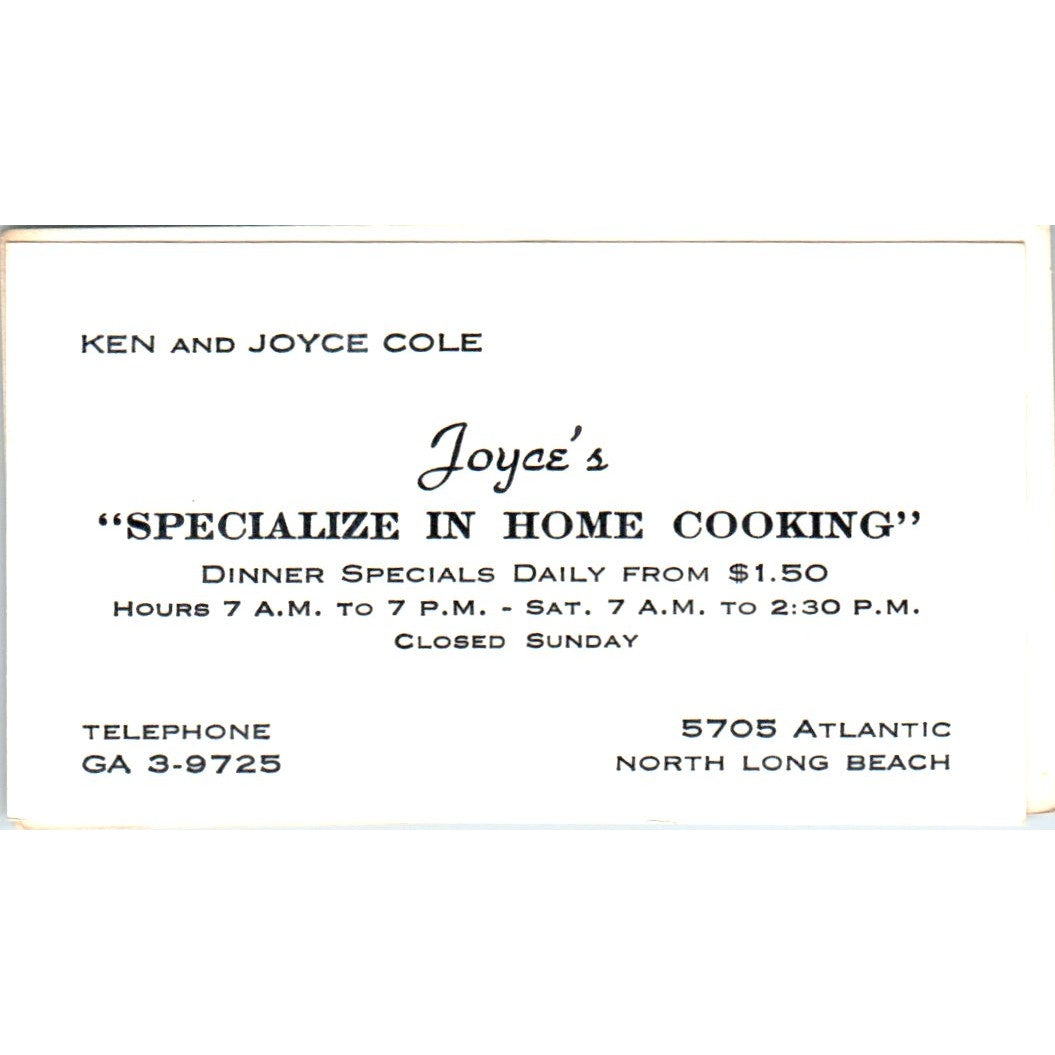 KEN AND JOYCE COLE
Joyce's
“SPECIALIZE IN HOME COOKING”
DINNER SPECIALS DAILY FROM $1.50
HOURS 7 A.M. TO 7 P.M. - SAT. 7 A.M. TO 2:30 P.M.
CLOSED SUNDAY
TELEPHONE
GA 3-9725
5705 ATLANTIC
NORTH LONG BEACH